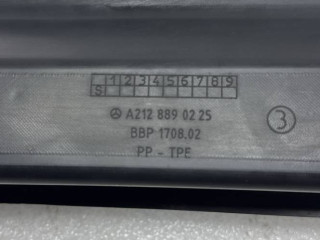 1 2 3 4 5 6 7 8 9
S
A212 889 02 25
BBP 1708.02
PP - TPE
3